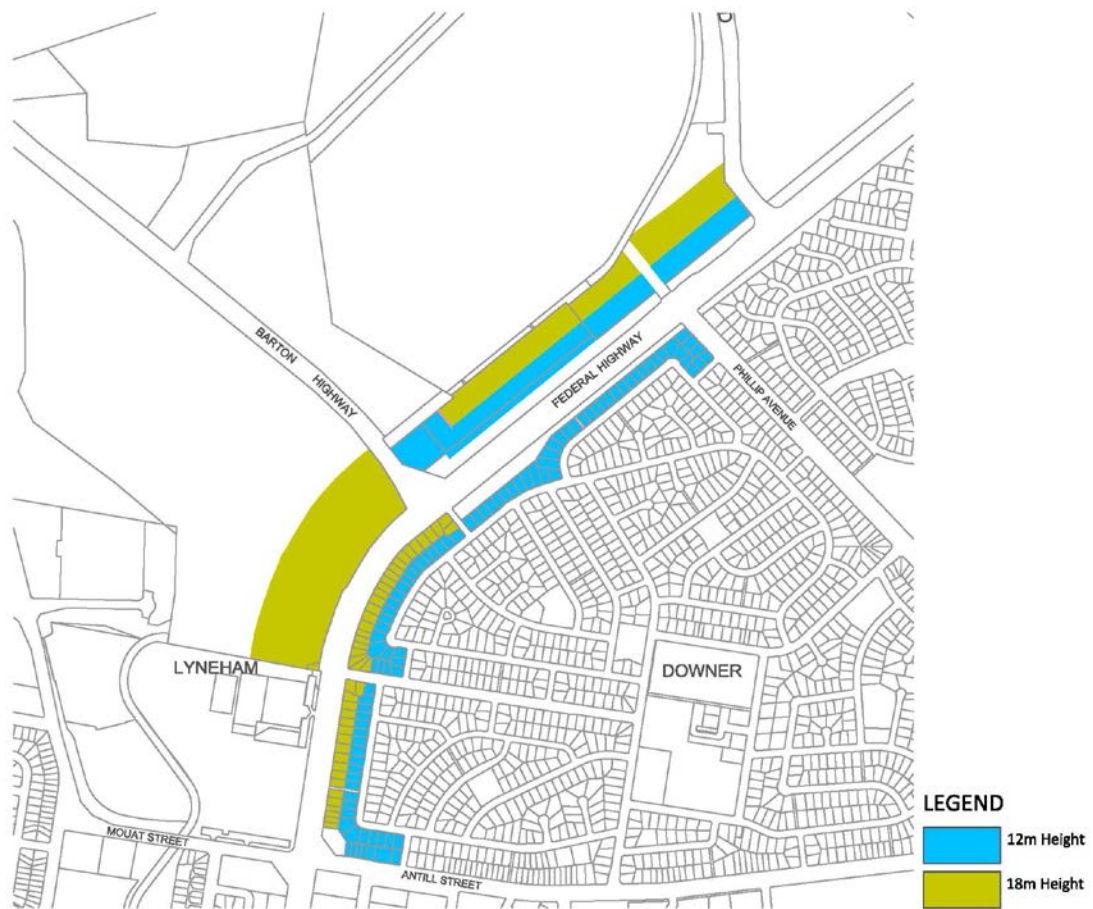 BARTON
HIGHWAY
FEDERAL HIGHWAY
PHILLIP AVENUE
LYNEHAM
DOWNER
MOUAT STREET
ANTILL STREET
LEGEND
12m Height
18m Height